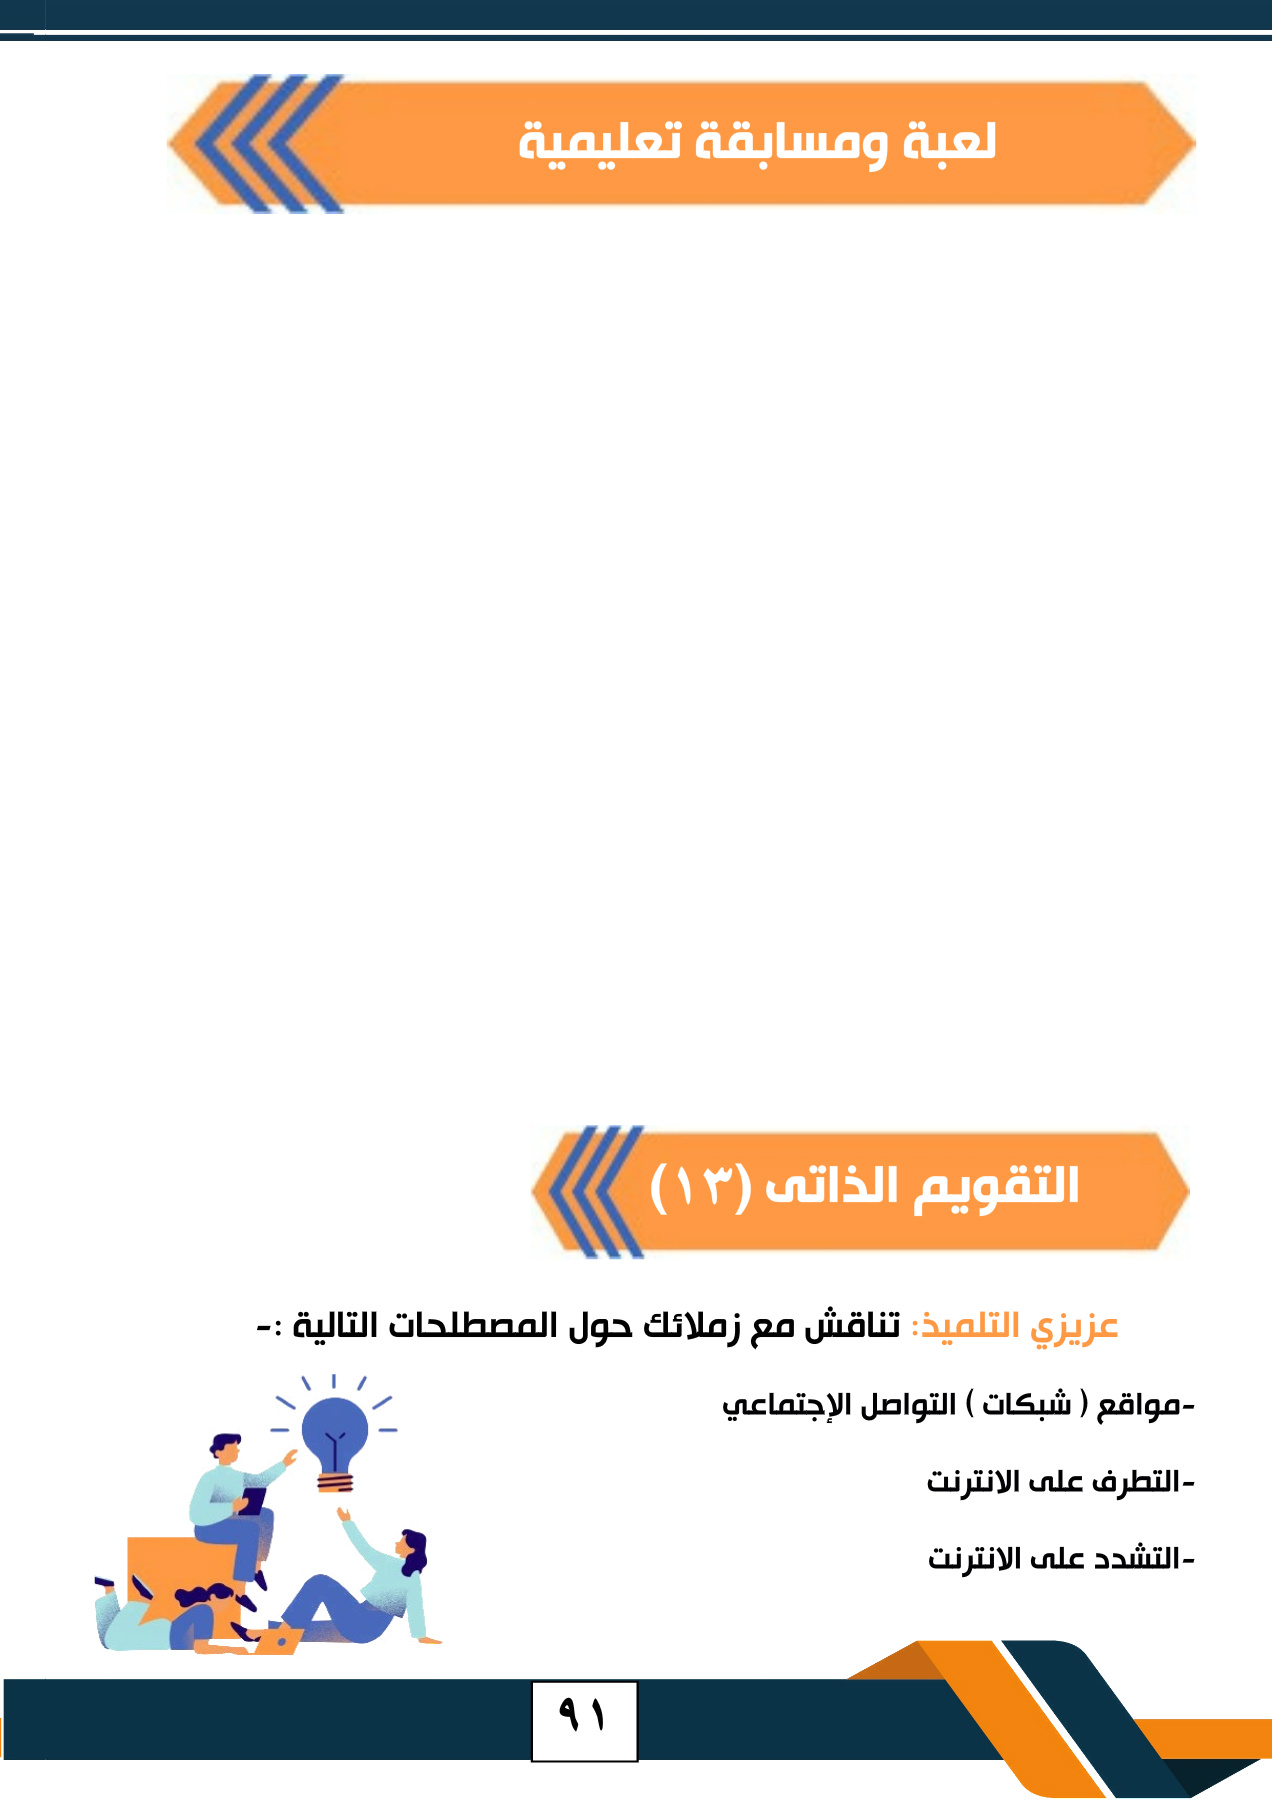 لعبة ومسابقة تعليمية
التقويم الذاتى (١٣)
عزيزي التلميذ: تناقش مع زملائك حول المصطلحات التالية :-
-مواقع ( شبكات ) التواصل الإجتماعي
-التطرف على الانترنت
-التشدد على الانترنت
٩١